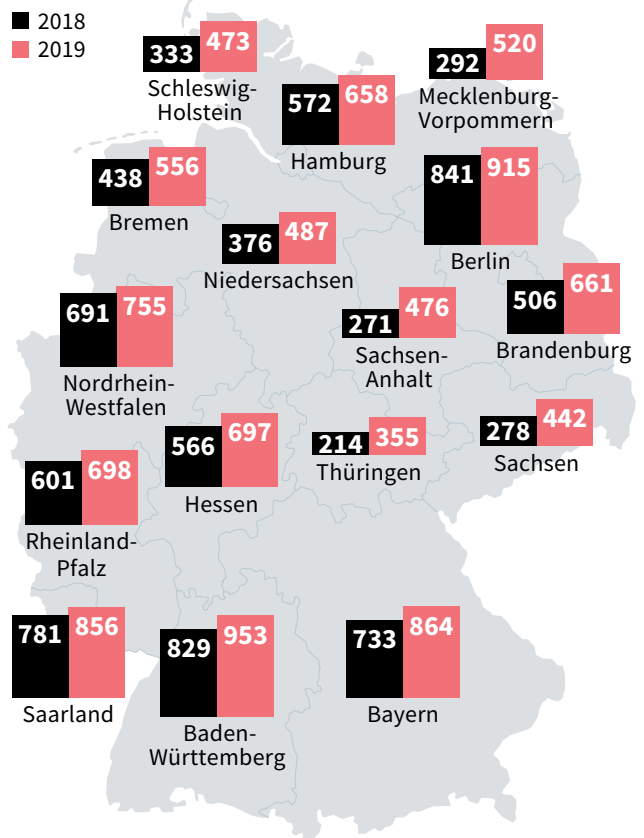 2018
2019
333 473
Schleswig-
Holstein
292 520
Mecklenburg-
Vorpommern
572 658
Hamburg
438 556
Bremen
841 915
Berlin
376 487
Niedersachsen
506 661
Brandenburg
691 755
Nordrhein-
Westfalen
271 476
Sachsen-
Anhalt
566 697
Hessen
214 355
Thüringen
278 442
Sachsen
601 698
Rheinland-
Pfalz
781 856
Saarland
829 953
Baden-
Württemberg
733 864
Bayern